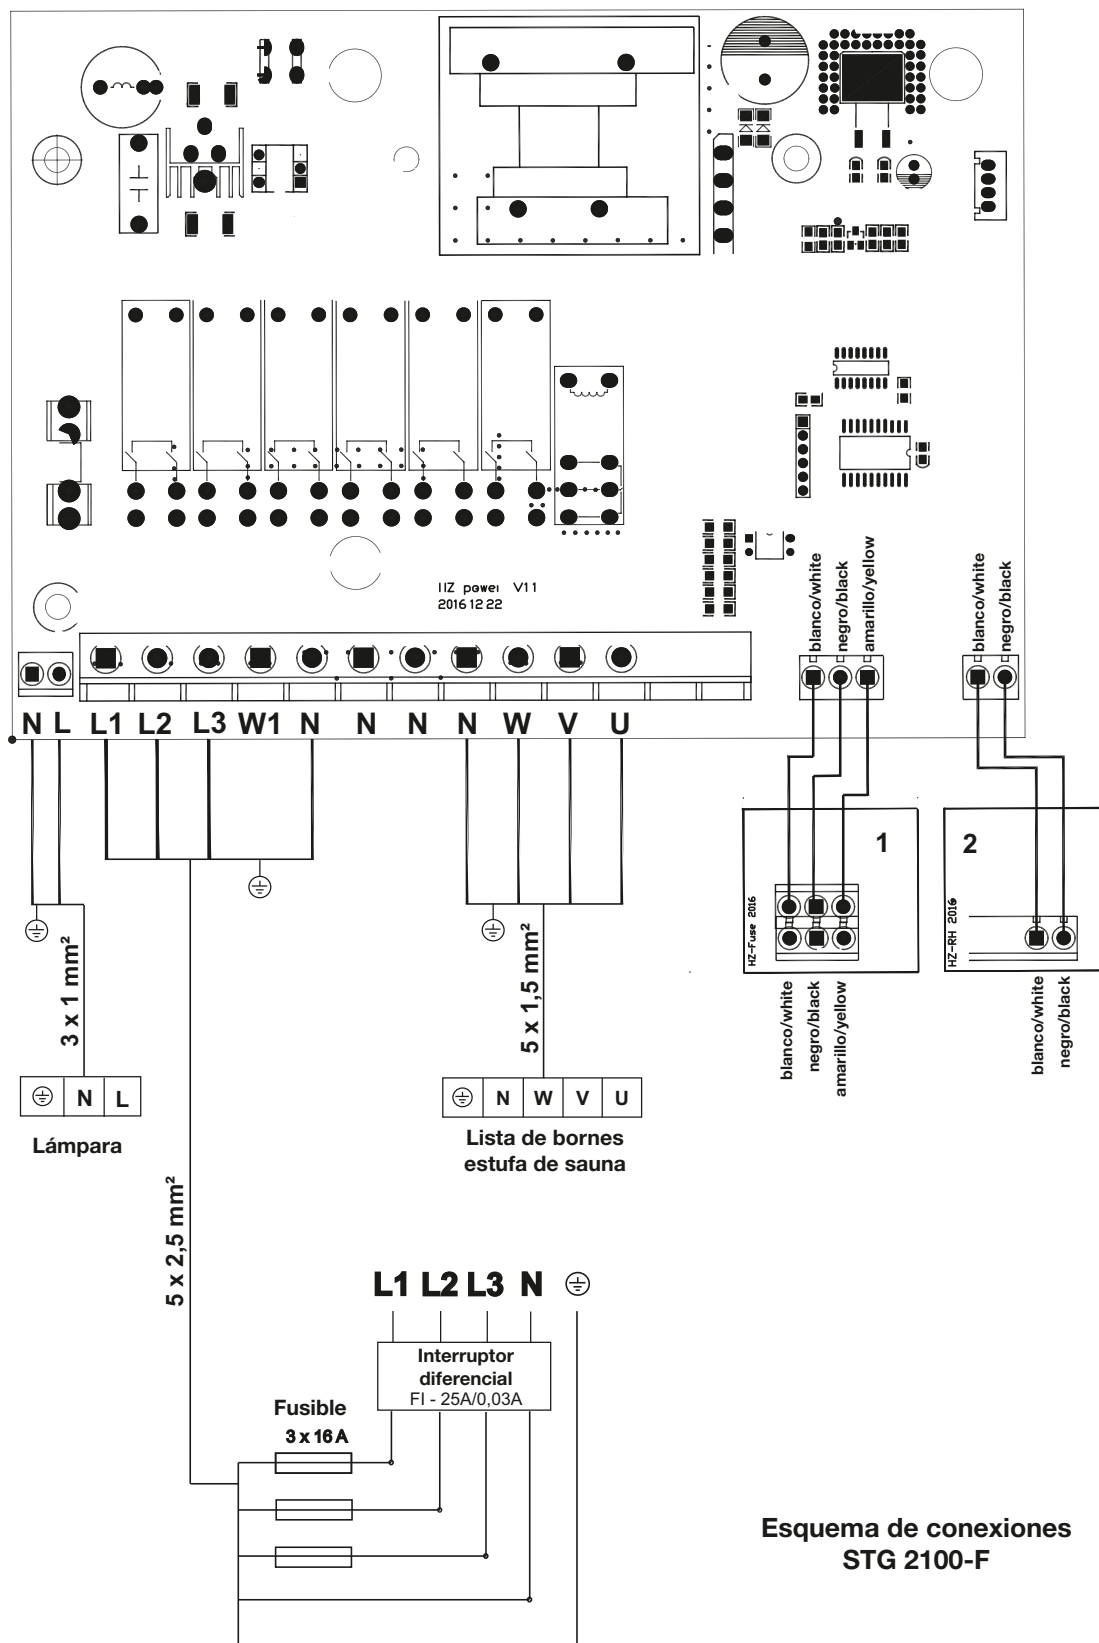 IIZ power V11
2016 12 22
blanco/white
negro/black
amarillo/yellow
blanco/white
negro/black
N L L1 L2 L3 W1 N N N N W V U
1
2
HZ-Fuse 2016
HZ-RH 2016
blanco/white
negro/black
amarillo/yellow
blanco/white
negro/black
3 x 1 mm²
5 x 1,5 mm²
N L
Lámpara
N W V U
Lista de bornes
estufa de sauna
5 x 2,5 mm²
L1 L2 L3 N
Interruptor
diferencial
FI - 25A/0,03A
Fusible
3 x 16 A
Esquema de conexiones
STG 2100-F